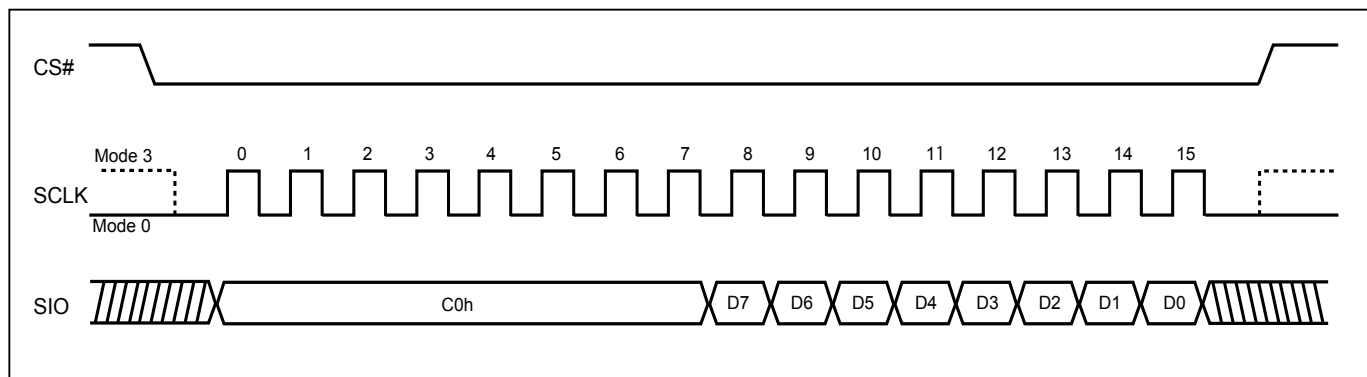 CS#
Mode 3
0 1 2 3 4 5 6 7 8 9 10 11 12 13 14 15
SCLK
Mode 0
SIO C0h D7 D6 D5 D4 D3 D2 D1 D0